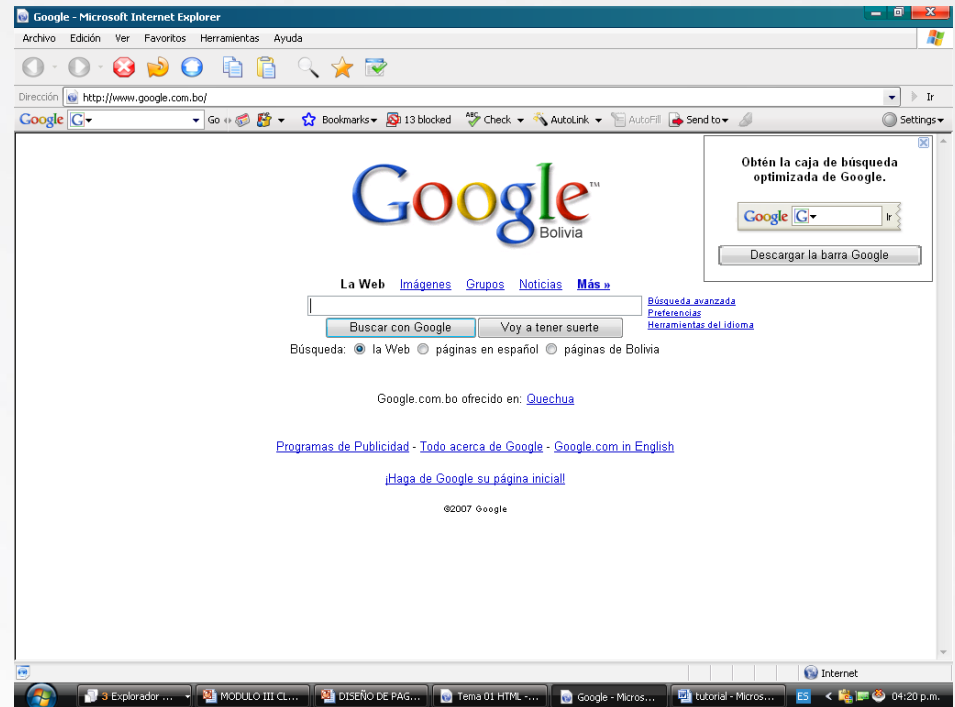 Google - Microsoft Internet Explorer
Archivo Edición Ver Favoritos Herramientas Ayuda
Dirección http://www.google.com.bo/ Ir
Google G Go Bookmarks 13 blocked ABC Check AutoLink AutoFill Send to Settings
Obtén la caja de búsqueda
optimizada de Google.
Google G Ir
Descargar la barra Google
Google TM
Bolivia
La Web Imágenes Grupos Noticias Más »
Búsqueda avanzada
Preferencias
Herramientas del idioma
Buscar con Google Voy a tener suerte
Búsqueda: la Web páginas en español páginas de Bolivia
Google.com.bo ofrecido en: Quechua
Programas de Publicidad - Todo acerca de Google - Google.com in English
¡Haga de Google su página inicial!
©2007 Google
Internet
3 Explorador ... MODULO III CL... DISEÑO DE PAG... Tema 01 HTML -... Google - Micros... tutorial - Micros... ES < 04:20 p.m.